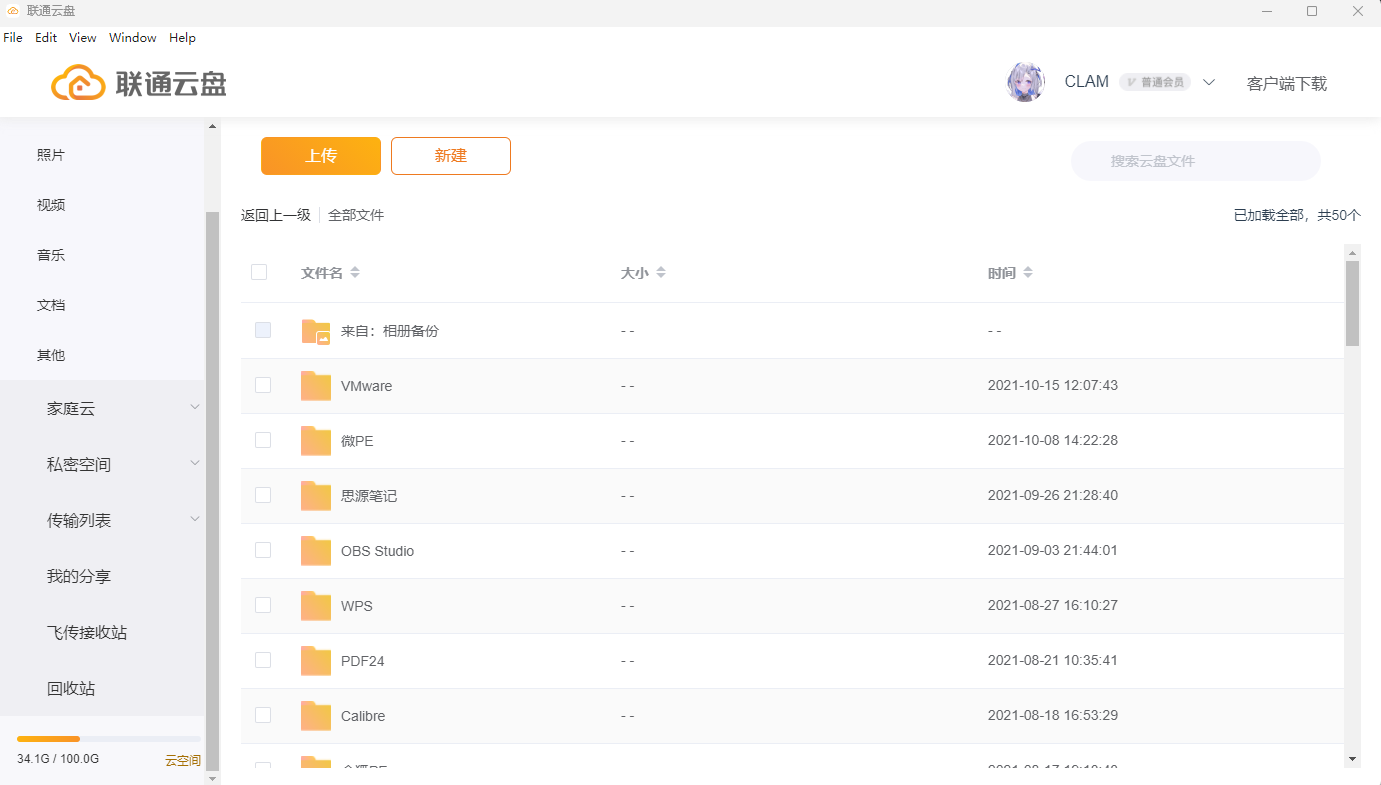 联通云盘
File Edit View Window Help
联通云盘
CLAM 普通会员 客户端下载
照片
视频
音乐
文档
其他
家庭云
私密空间
传输列表
我的分享
飞传接收站
回收站
34.1G / 100.0G 云空间
上传 新建 搜索云盘文件
返回上一级 全部文件 已加载全部，共50个
文件名 大小 时间
来自：相册备份 - - - -
VMware - - 2021-10-15 12:07:43
微PE - - 2021-10-08 14:22:28
思源笔记 - - 2021-09-26 21:28:40
OBS Studio - - 2021-09-03 21:44:01
WPS - - 2021-08-27 16:10:27
PDF24 - - 2021-08-21 10:35:41
Calibre - - 2021-08-18 16:53:29